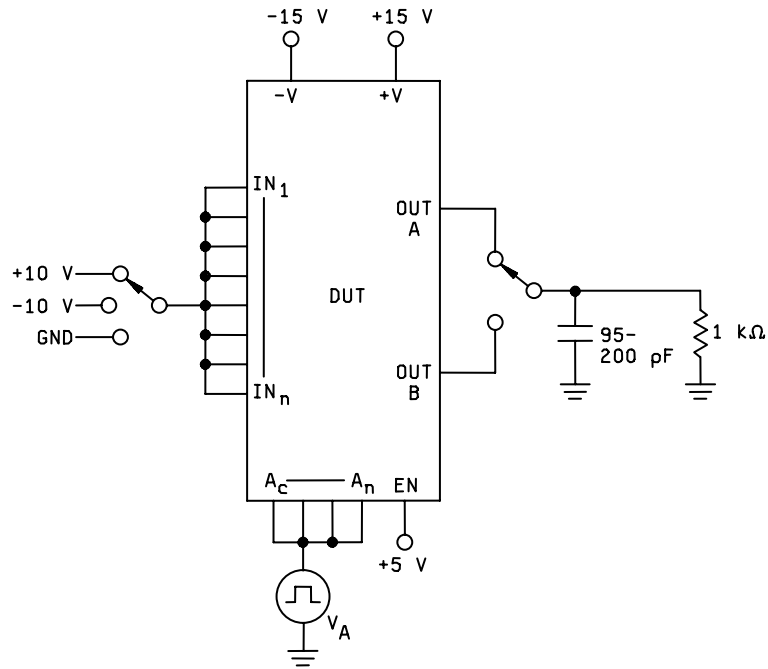 -15 V
+15 V
-V
+V
IN1
OUT
A
+10 V
-10 V
GND
DUT
95-
200 pF
1 kΩ
OUT
B
INn
Ac
An
EN
+5 V
VA